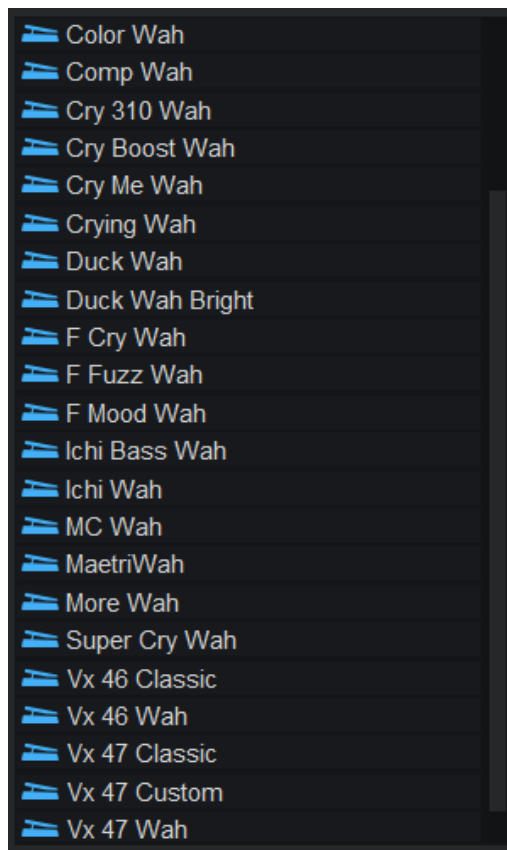 Color Wah
Comp Wah
Cry 310 Wah
Cry Boost Wah
Cry Me Wah
Crying Wah
Duck Wah
Duck Wah Bright
F Cry Wah
F Fuzz Wah
F Mood Wah
Ichi Bass Wah
Ichi Wah
MC Wah
MaetriWah
More Wah
Super Cry Wah
Vx 46 Classic
Vx 46 Wah
Vx 47 Classic
Vx 47 Custom
Vx 47 Wah